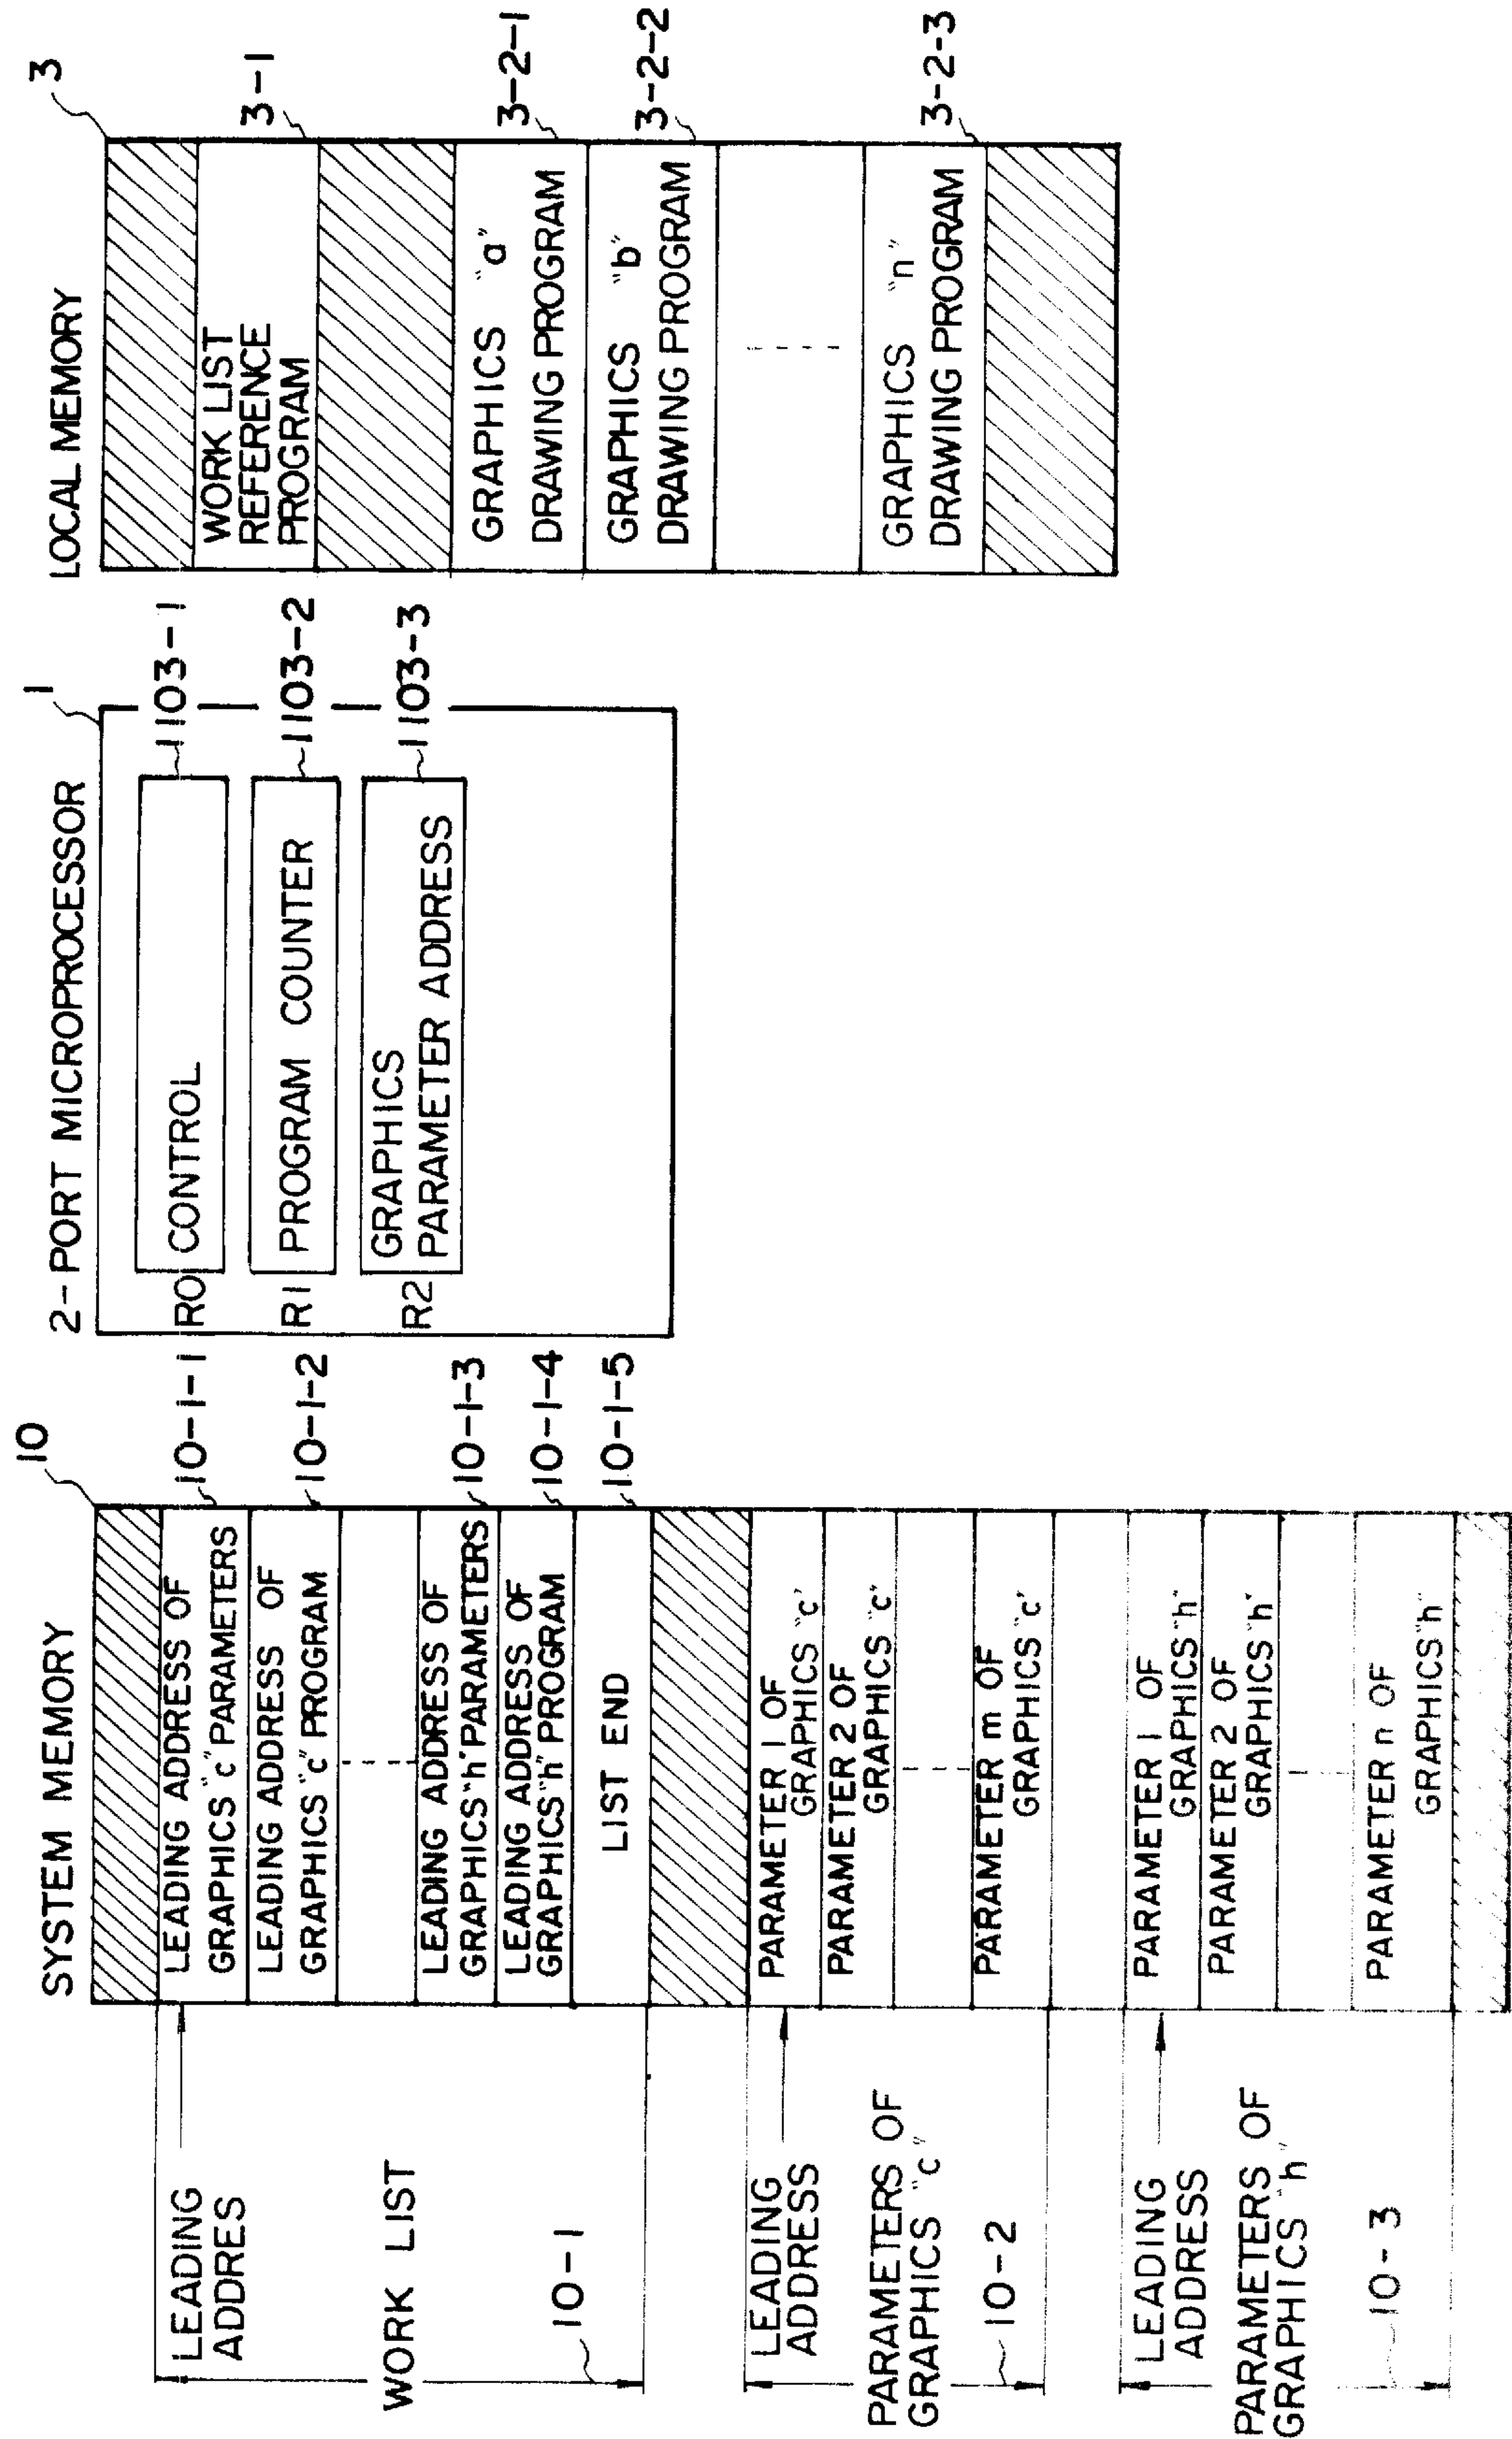 SYSTEM MEMORY
10
LEADING
ADDRES
WORK LIST
10-1
LEADING ADDRESS OF
GRAPHICS "c" PARAMETERS
10-1-1
LEADING ADDRESS OF
GRAPHICS "c" PROGRAM
10-1-2
LEADING ADDRESS OF
GRAPHICS "h" PARAMETERS
10-1-3
LEADING ADDRESS OF
GRAPHICS "h" PROGRAM
10-1-4
LIST END
10-1-5
LEADING
ADDRESS
PARAMETERS OF
GRAPHICS "c"
10-2
PARAMETER 1 OF
GRAPHICS "c"
PARAMETER 2 OF
GRAPHICS "c"
PARAMETER m OF
GRAPHICS "c"
LEADING
ADDRESS
PARAMETERS OF
GRAPHICS "h"
10-3
PARAMETER 1 OF
GRAPHICS "h"
PARAMETER 2 OF
GRAPHICS "h"
PARAMETER n OF
GRAPHICS "h"
2-PORT MICROPROCESSOR
1
R0 CONTROL
1103-1
R1 PROGRAM COUNTER
1103-2
R2 GRAPHICS
PARAMETER ADDRESS
1103-3
LOCAL MEMORY
3
WORK LIST
REFERENCE
PROGRAM
3-1
GRAPHICS "a"
DRAWING PROGRAM
3-2-1
GRAPHICS "b"
DRAWING PROGRAM
3-2-2
GRAPHICS "n"
DRAWING PROGRAM
3-2-3